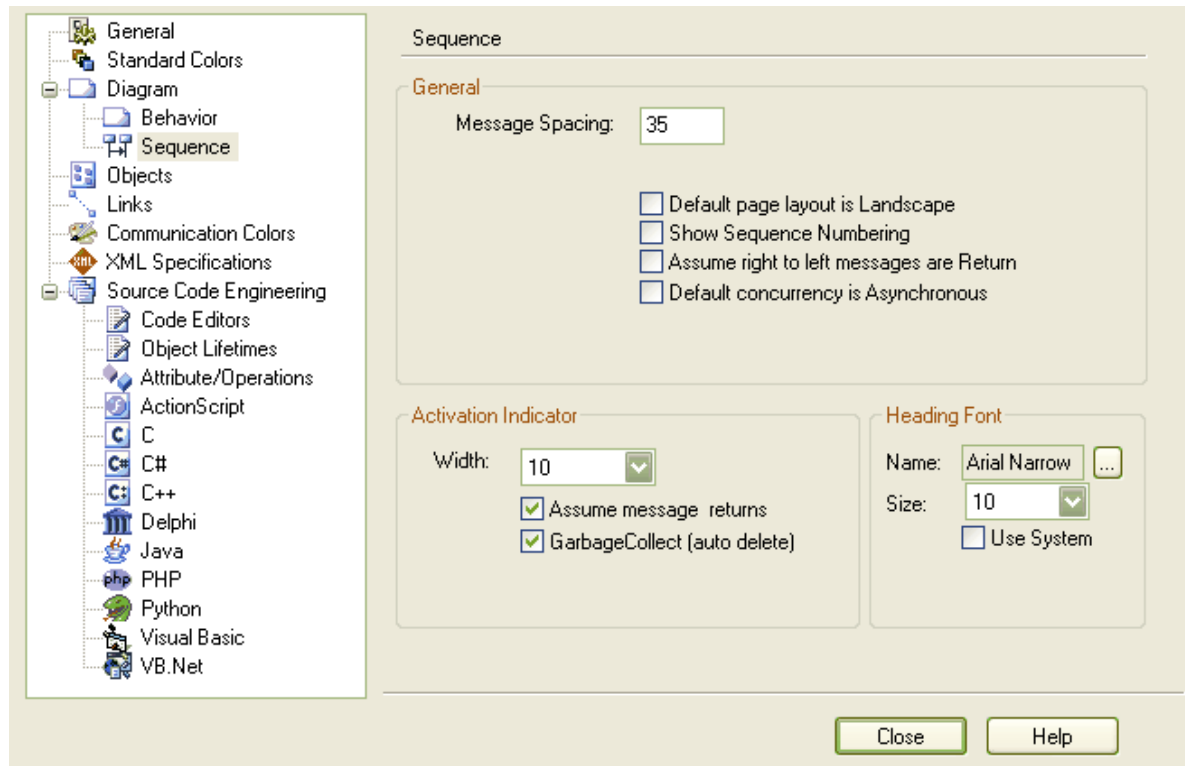 General
Standard Colors
Diagram
Behavior
Sequence
Objects
Links
Communication Colors
XML Specifications
Source Code Engineering
Code Editors
Object Lifetimes
Attribute/Operations
ActionScript
C
C#
C++
Delphi
Java
php PHP
Python
Visual Basic
VB.Net
Sequence
General
Message Spacing: 35
Default page layout is Landscape
Show Sequence Numbering
Assume right to left messages are Return
Default concurrency is Asynchronous
Activation Indicator
Width: 10
Assume message returns
GarbageCollect (auto delete)
Heading Font
Name: Arial Narrow ...
Size: 10
Use System
Close Help